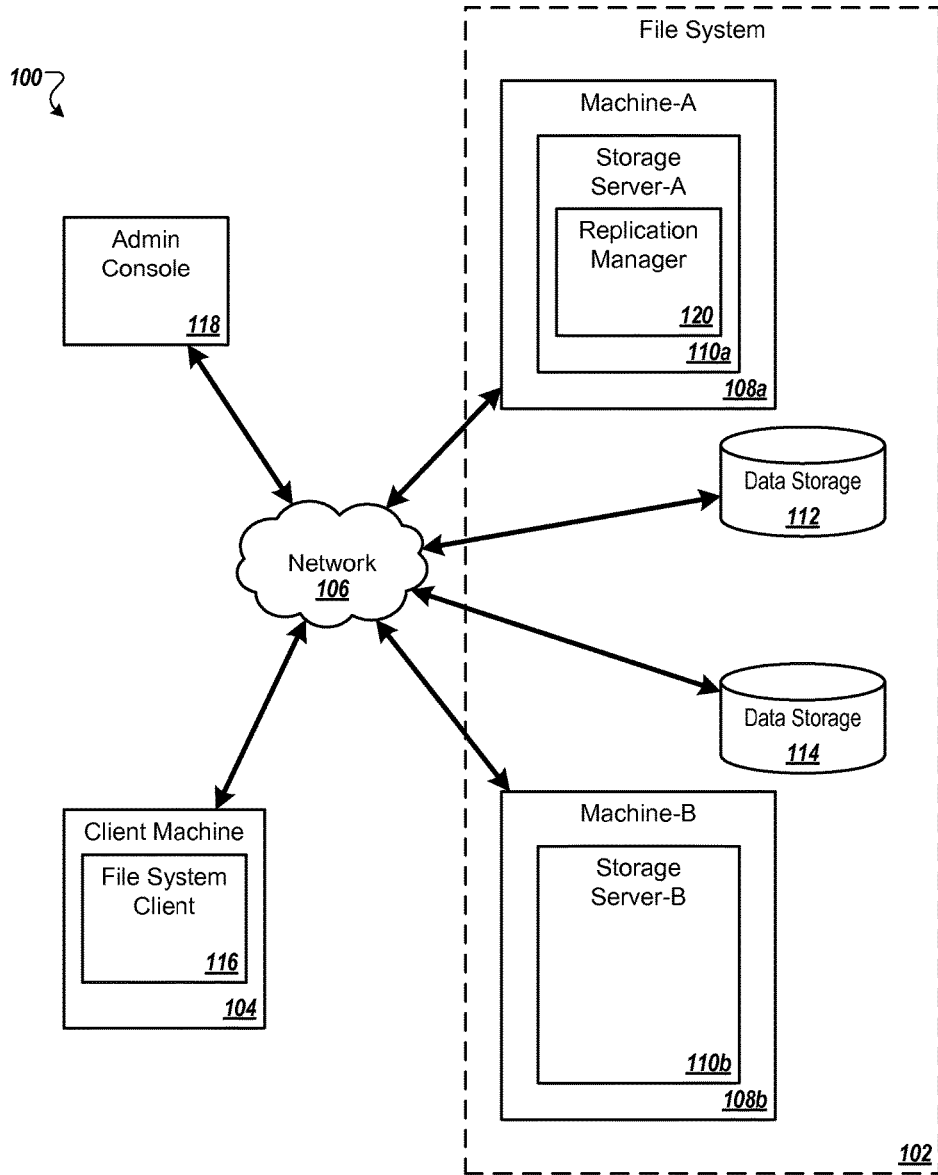 File System
100
Machine-A
Storage
Server-A
Replication
Manager
120
110a
108a
Admin
Console
118
Data Storage
112
Network
106
Data Storage
114
Client Machine
File System
Client
116
104
Machine-B
Storage
Server-B
110b
108b
102